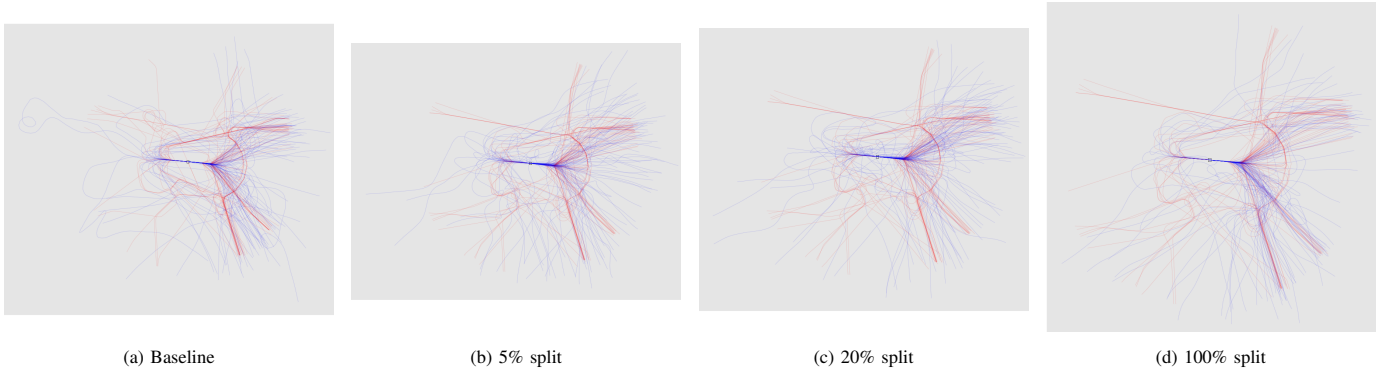 (a) Baseline
(b) 5% split
(c) 20% split
(d) 100% split